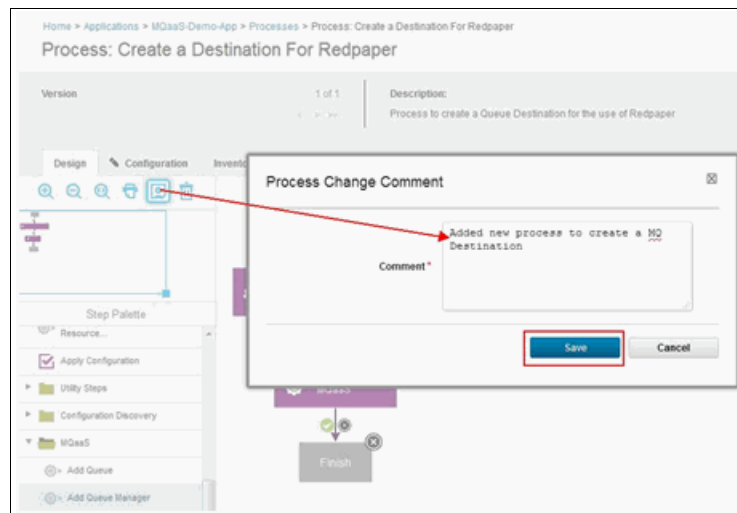 Home > Applications > MQaaS-Demo-App > Processes > Process: Create a Destination For Redpaper
Process: Create a Destination For Redpaper
Version
1 of 1
Description:
Process to create a Queue Destination for the use of Redpaper
Design
Configuration
Process Change Comment
Comment *
Added new process to create a MQ
Destination
Save
Cancel
Step Palette
Resource...
Apply Configuration
Utility Steps
Configuration Discovery
MQaaS
Add Queue
Add Queue Manager
MQaaS
Finish